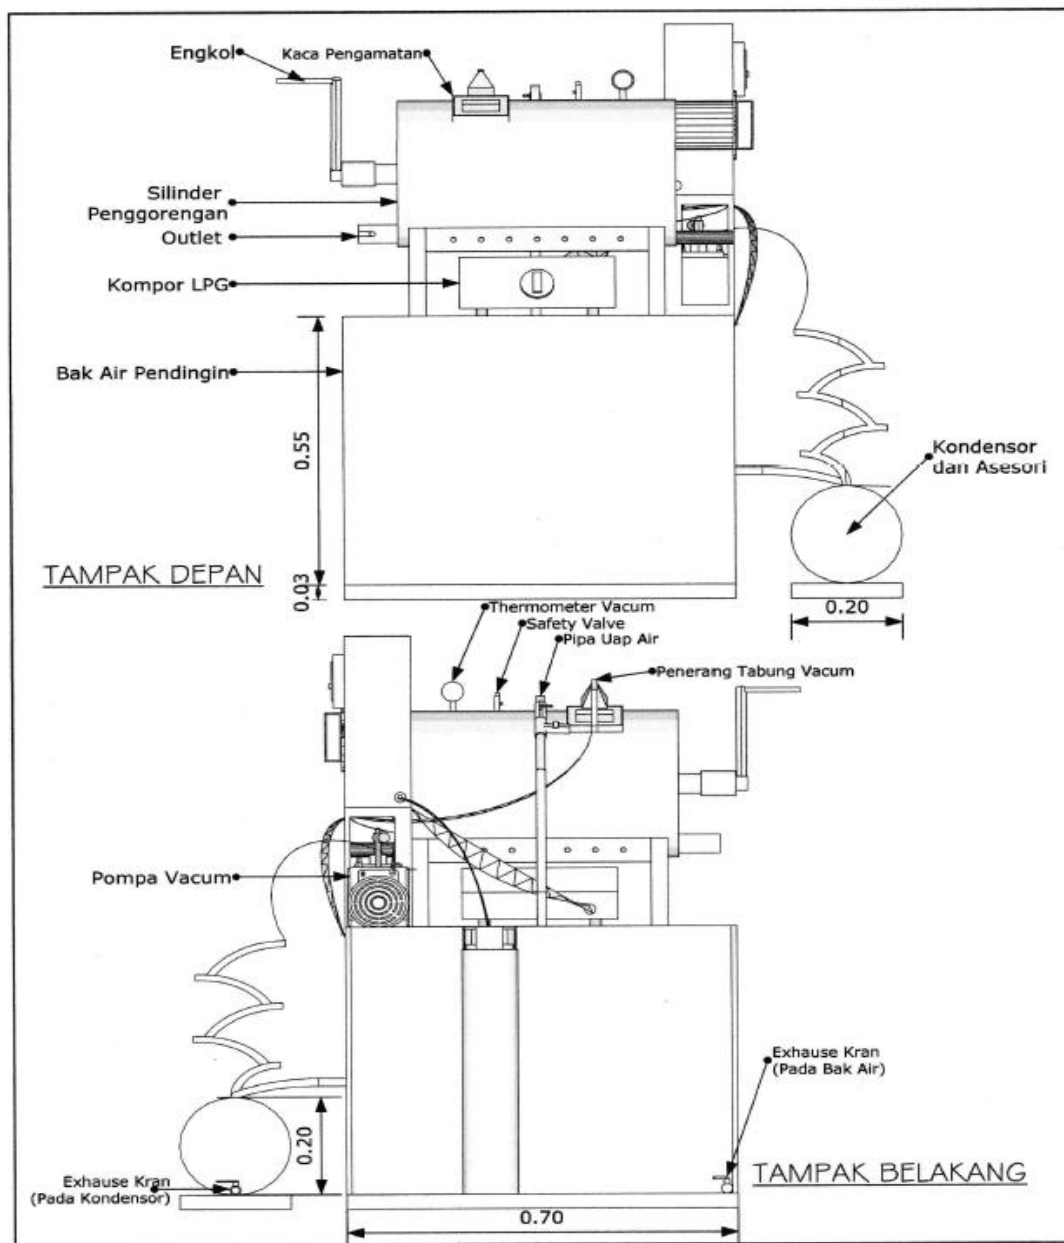 Engkol
Kaca Pengamatan
Silinder
Penggorengan
Outlet
Kompor LPG
Bak Air Pendingin
0.55
Kondensor
dan Asesori
TAMPAK DEPAN
0.03
0.20
Thermometer Vacum
Safety Valve
Pipa Uap Air
Penerang Tabung Vacum
Pompa Vacum
Exhause Kran
(Pada Bak Air)
0.20
TAMPAK BELAKANG
Exhause Kran
(Pada Kondensor)
0.70